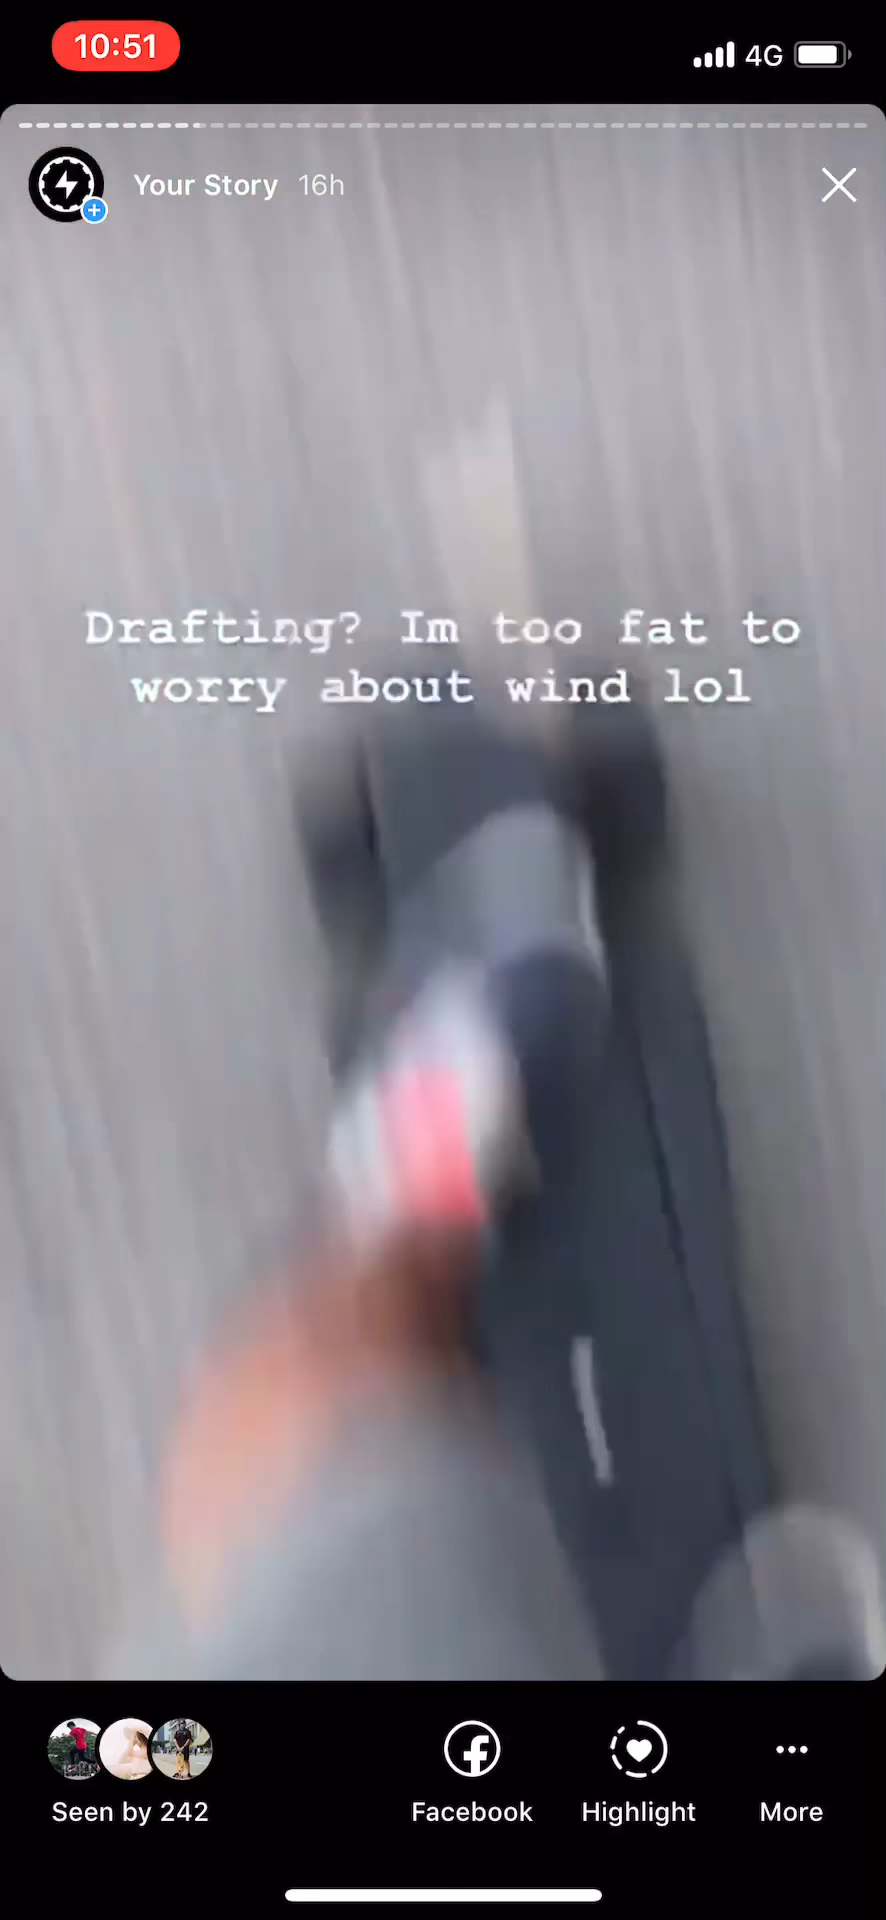 10:51
4G
Your Story 16h
Drafting? Im too fat to
worry about wind lol
Seen by 242
Facebook
Highlight
More